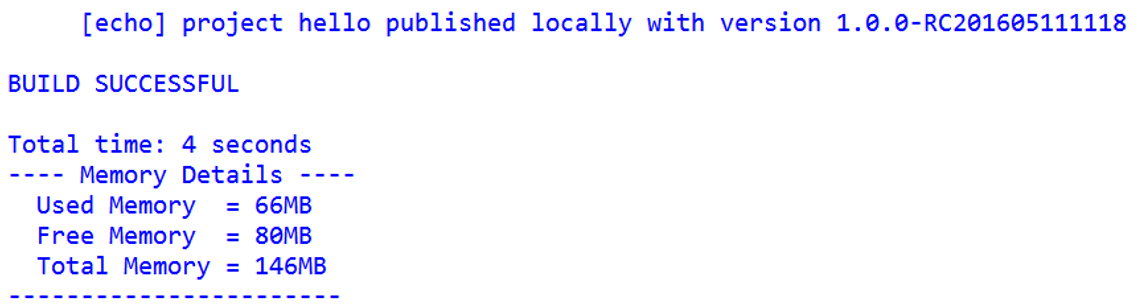 [echo] project hello published locally with version 1.0.0-RC201605111118
BUILD SUCCESSFUL
Total time: 4 seconds
---- Memory Details ----
Used Memory  = 66MB
Free Memory  = 80MB
Total Memory = 146MB
-----------------------